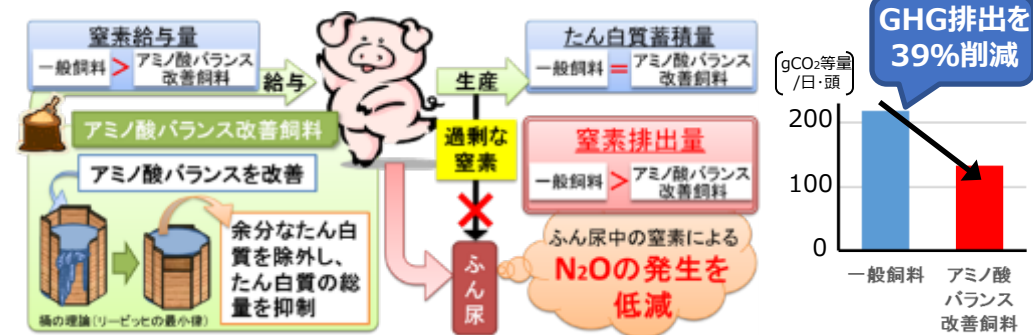 窒素給与量
一般飼料 > アミノ酸バランス
改善飼料
給与
アミノ酸バランス改善飼料
アミノ酸バランスを改善
余分なたん白
質を除外し、
たん白質の総
量を抑制
桶の理論(リービッヒの最小律)
生産
過剰な
窒素
ふん尿
たん白質蓄積量
一般飼料 = アミノ酸バランス
改善飼料
窒素排出量
一般飼料 > アミノ酸バランス
改善飼料
ふん尿中の窒素による
N₂Oの発生を
低減
GHG排出を
39%削減
gCO₂等量
/日・頭
200
100
0
一般飼料
アミノ酸
バランス
改善飼料